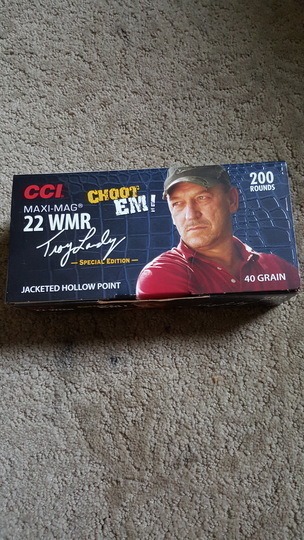 CCI
MAXI-MAG®
22 WMR
CHOOT
EM!
200
ROUNDS
Troy Landry
— SPECIAL EDITION —
JACKETED HOLLOW POINT
40 GRAIN